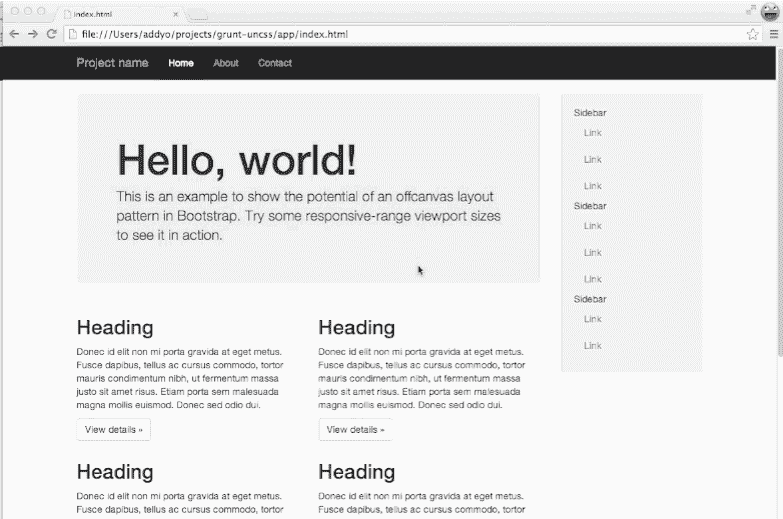 index.html
file:///Users/addyo/projects/grunt-uncss/app/index.html
Project name Home About Contact
Hello, world!
This is an example to show the potential of an offcanvas layout
pattern in Bootstrap. Try some responsive-range viewport sizes
to see it in action.
Sidebar
Link
Link
Link
Sidebar
Link
Link
Link
Sidebar
Link
Link
Heading
Donec id elit non mi porta gravida at eget metus.
Fusce dapibus, tellus ac cursus commodo, tortor
mauris condimentum nibh, ut fermentum massa
justo sit amet risus. Etiam porta sem malesuada
magna mollis euismod. Donec sed odio dui.
View details »
Heading
Donec id elit non mi porta gravida at eget metus.
Fusce dapibus, tellus ac cursus commodo, tortor
mauris condimentum nibh, ut fermentum massa
justo sit amet risus. Etiam porta sem malesuada
magna mollis euismod. Donec sed odio dui.
View details »
Heading
Donec id elit non mi porta gravida at eget metus.
Fusce dapibus, tellus ac cursus commodo, tortor
Heading
Donec id elit non mi porta gravida at eget metus.
Fusce dapibus, tellus ac cursus commodo, tortor